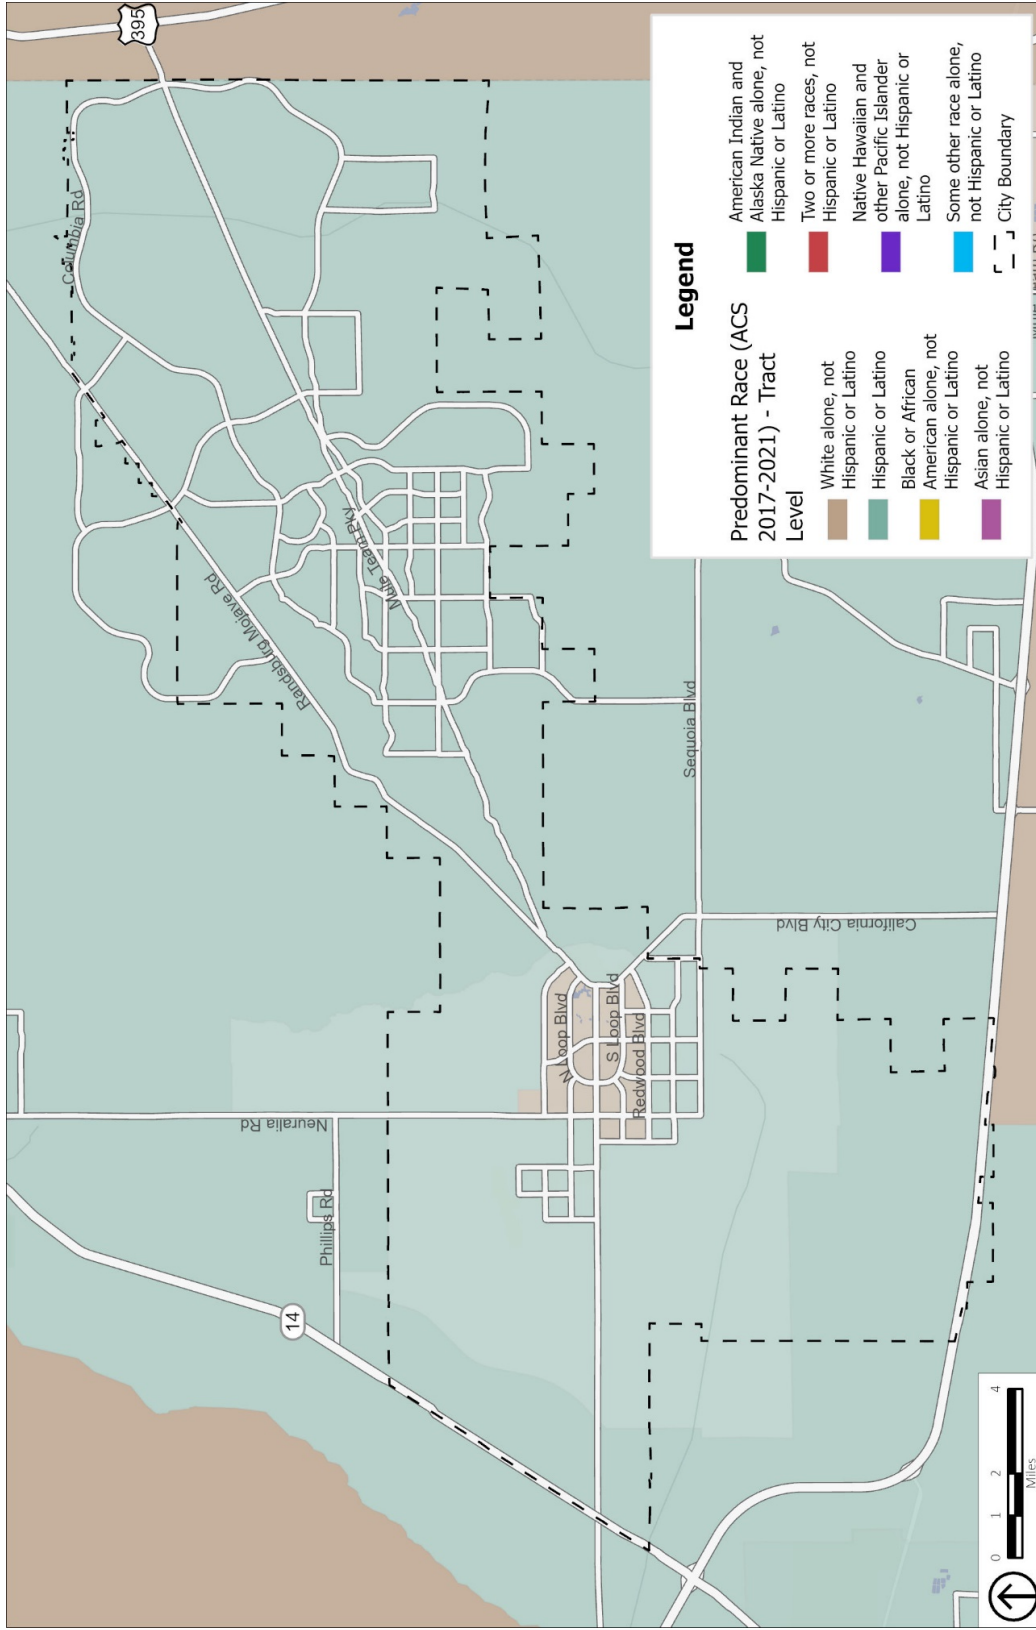 395
Columbia Rd
Randsburg Mojave Rd
Mule Team Pky
Sequoia Blvd
California City Blvd
N Loop Blvd
S Loop Blvd
Redwood Blvd
Neuralia Rd
Phillips Rd
14
Legend
Predominant Race (ACS
2017-2021) - Tract
Level
White alone, not
Hispanic or Latino
Hispanic or Latino
Black or African
American alone, not
Hispanic or Latino
Asian alone, not
Hispanic or Latino
American Indian and
Alaska Native alone, not
Hispanic or Latino
Two or more races, not
Hispanic or Latino
Native Hawaiian and
other Pacific Islander
alone, not Hispanic or
Latino
Some other race alone,
not Hispanic or Latino
City Boundary
0 1 2 4
Miles